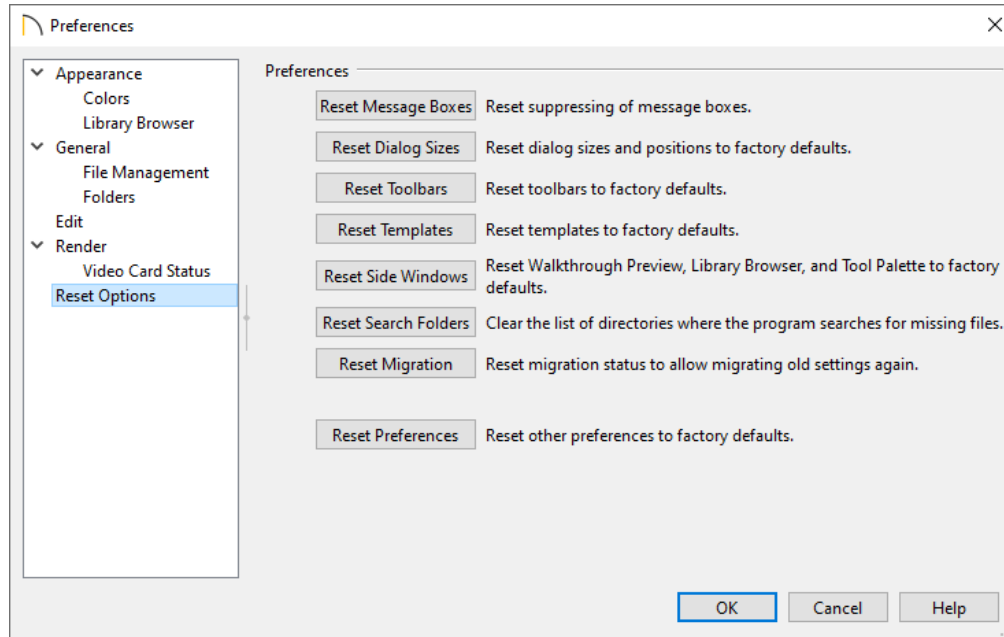 Preferences
Appearance
Colors
Library Browser
General
File Management
Folders
Edit
Render
Video Card Status
Reset Options
Preferences
Reset Message Boxes Reset suppressing of message boxes.
Reset Dialog Sizes Reset dialog sizes and positions to factory defaults.
Reset Toolbars Reset toolbars to factory defaults.
Reset Templates Reset templates to factory defaults.
Reset Side Windows Reset Walkthrough Preview, Library Browser, and Tool Palette to factory
defaults.
Reset Search Folders Clear the list of directories where the program searches for missing files.
Reset Migration Reset migration status to allow migrating old settings again.
Reset Preferences Reset other preferences to factory defaults.
OK Cancel Help